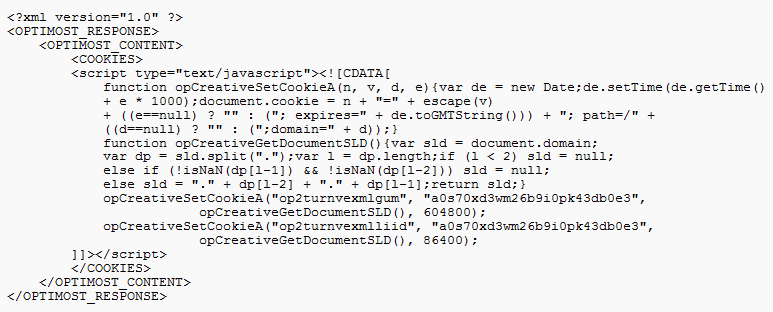 <?xml version="1.0" ?>
<OPTIMOST_RESPONSE>
    <OPTIMOST_CONTENT>
        <COOKIES>
        <script type="text/javascript"><![CDATA[
            function opCreativeSetCookieA(n, v, d, e){var de = new Date;de.setTime(de.getTime()
            + e * 1000);document.cookie = n + "=" + escape(v)
            + ((e==null) ? "" : ("; expires=" + de.toGMTString())) + "; path=/" +
            ((d==null) ? "" : (";domain=" + d));}
            function opCreativeGetDocumentSLD(){var sld = document.domain;
            var dp = sld.split(".");var l = dp.length;if (l < 2) sld = null;
            else if (!isNaN(dp[l-1]) && !isNaN(dp[l-2])) sld = null;
            else sld = "." + dp[l-2] + "." + dp[l-1];return sld;}
            opCreativeSetCookieA("op2turnvexmlgum", "a0s70xd3wm26b9i0pk43db0e3",
                        opCreativeGetDocumentSLD(), 604800);
            opCreativeSetCookieA("op2turnvexmlliid", "a0s70xd3wm26b9i0pk43db0e3",
                        opCreativeGetDocumentSLD(), 86400);
        ]]></script>
        </COOKIES>
    </OPTIMOST_CONTENT>
</OPTIMOST_RESPONSE>